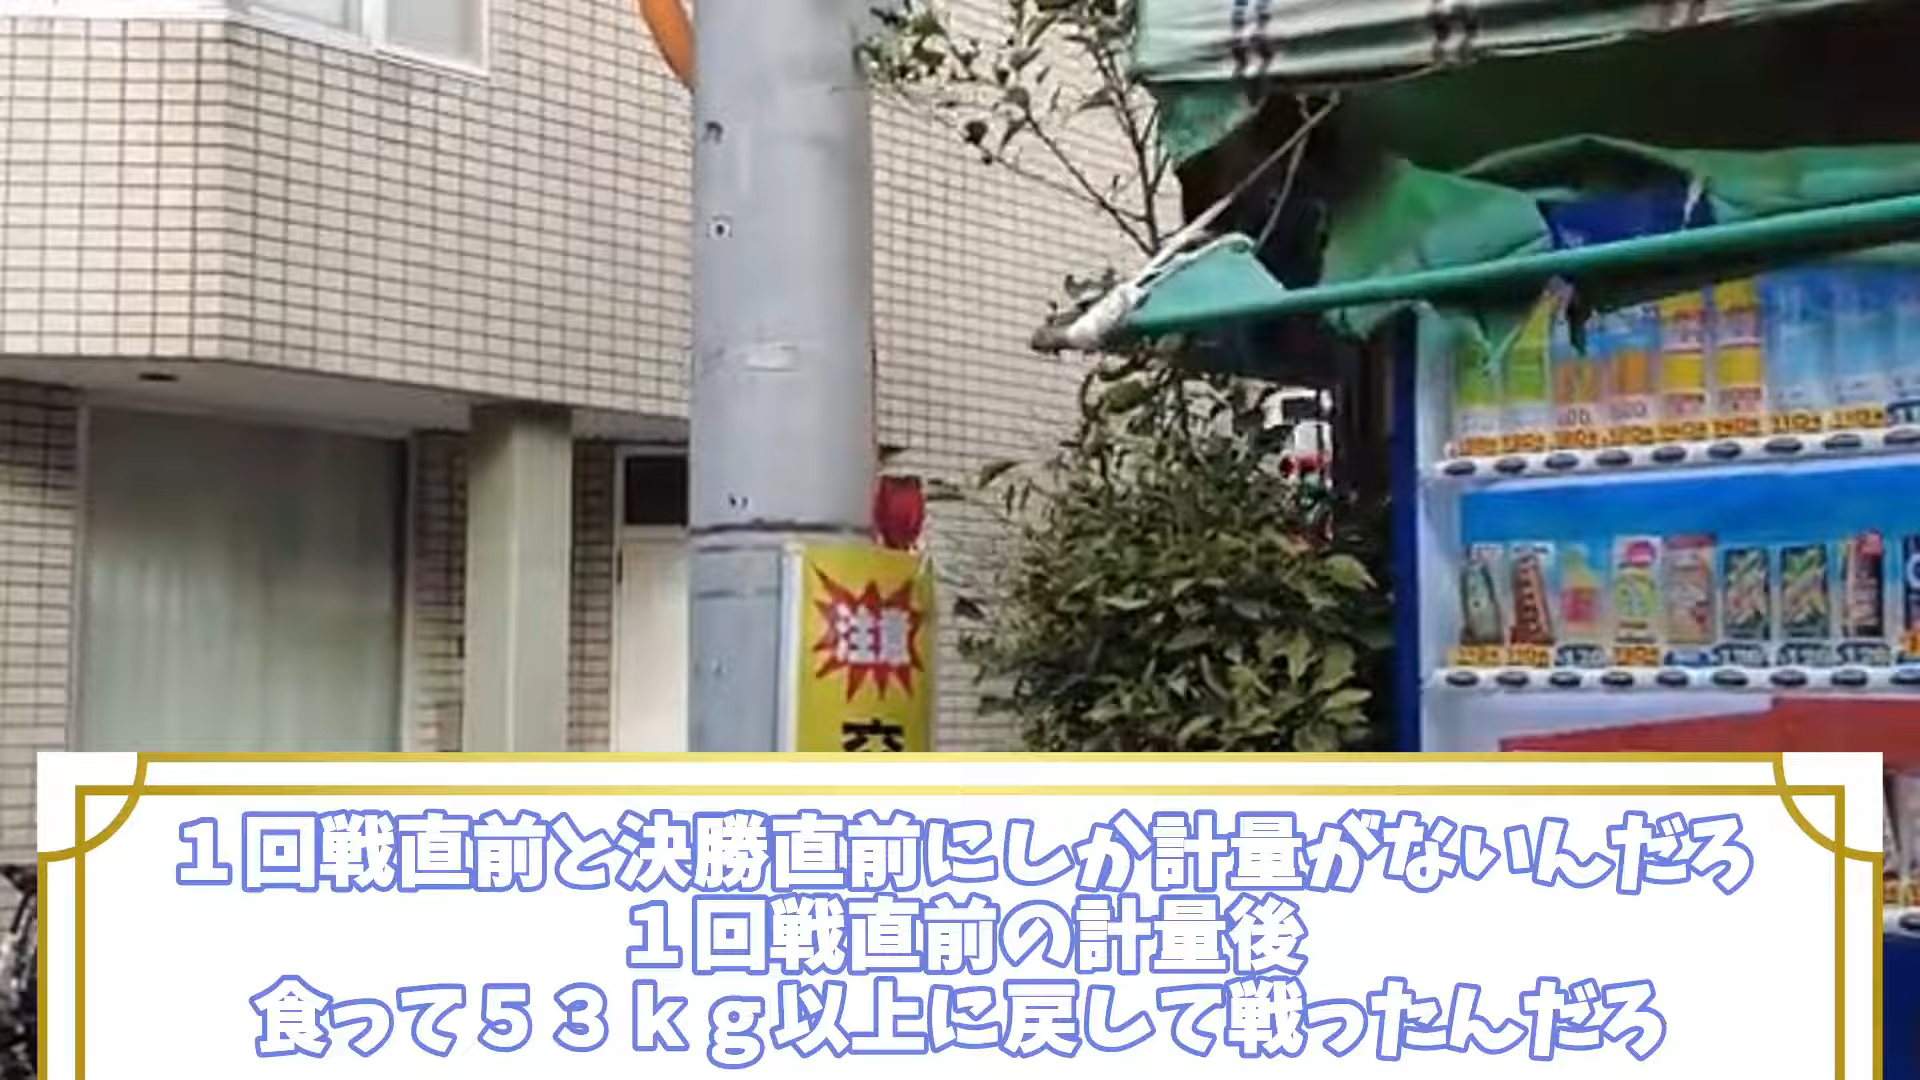 注意
交
１回戦直前と決勝直前にしか計量がないんだろ
１回戦直前の計量後
食って５３ｋｇ以上に戻して戦ったんだろ